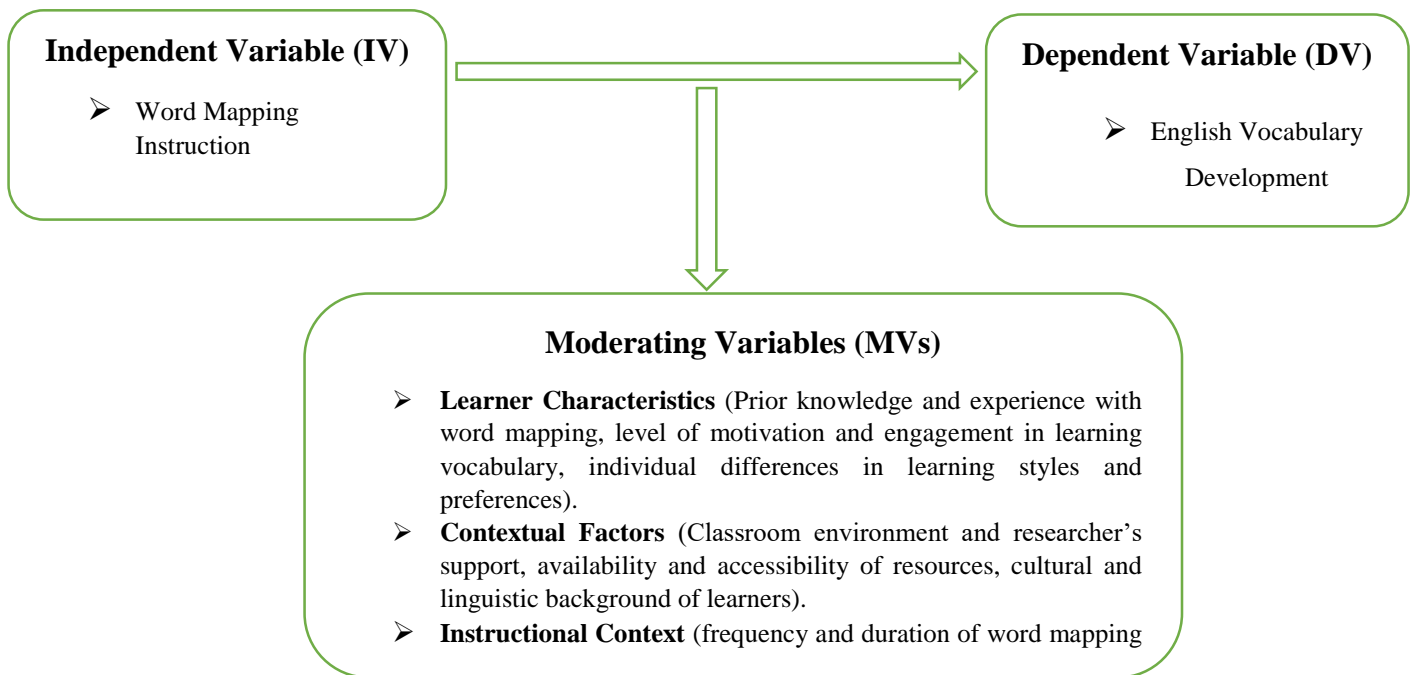 Independent Variable (IV)
➢ Word Mapping
Instruction
Dependent Variable (DV)
➢ English Vocabulary
Development
Moderating Variables (MVs)
➢ Learner Characteristics (Prior knowledge and experience with
word mapping, level of motivation and engagement in learning
vocabulary, individual differences in learning styles and
preferences).
➢ Contextual Factors (Classroom environment and researcher’s
support, availability and accessibility of resources, cultural and
linguistic background of learners).
➢ Instructional Context (frequency and duration of word mapping